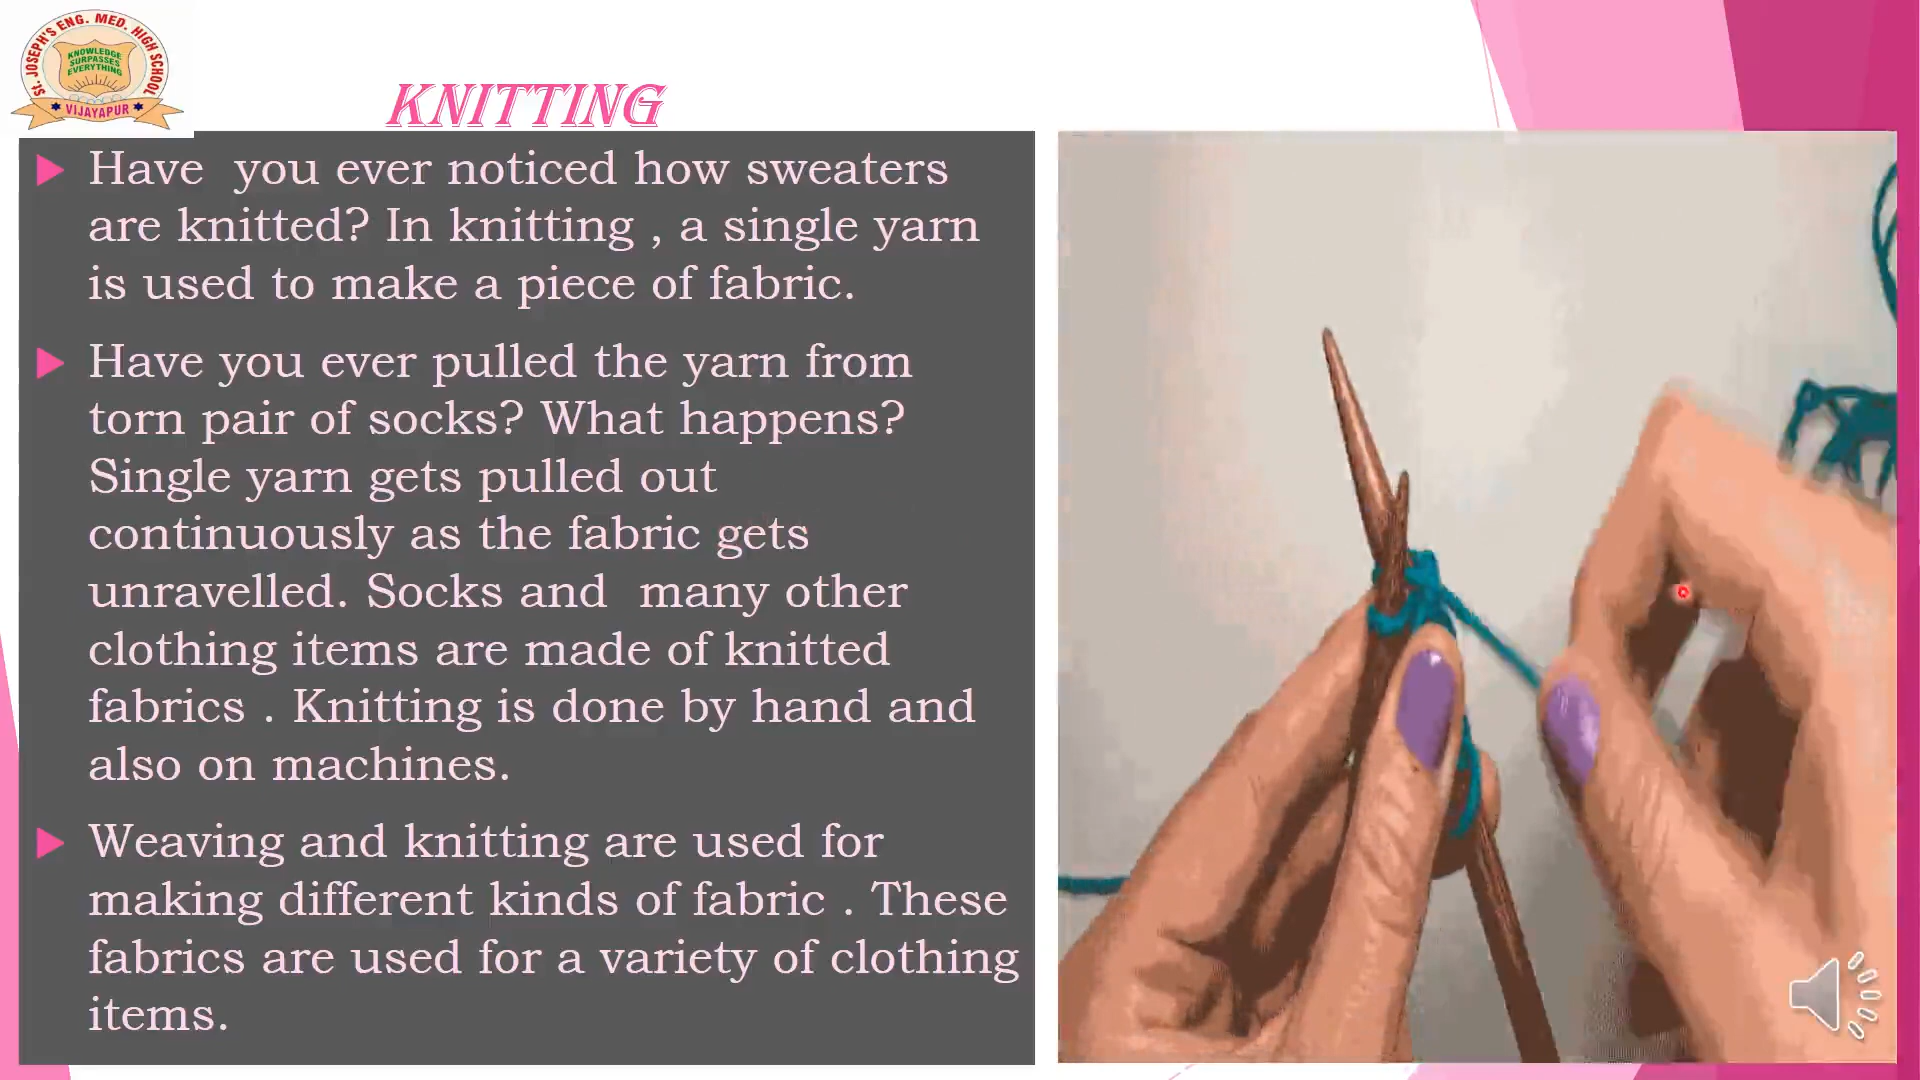 ST. JOSEPH'S ENG. MED. HIGH SCHOOL
KNOWLEDGE
SURPASSES
EVERYTHING
VIJAYAPUR
KNITTING
Have  you ever noticed how sweaters
are knitted? In knitting , a single yarn
is used to make a piece of fabric.
Have you ever pulled the yarn from
torn pair of socks? What happens?
Single yarn gets pulled out
continuously as the fabric gets
unravelled. Socks and  many other
clothing items are made of knitted
fabrics . Knitting is done by hand and
also on machines.
Weaving and knitting are used for
making different kinds of fabric . These
fabrics are used for a variety of clothing
items.